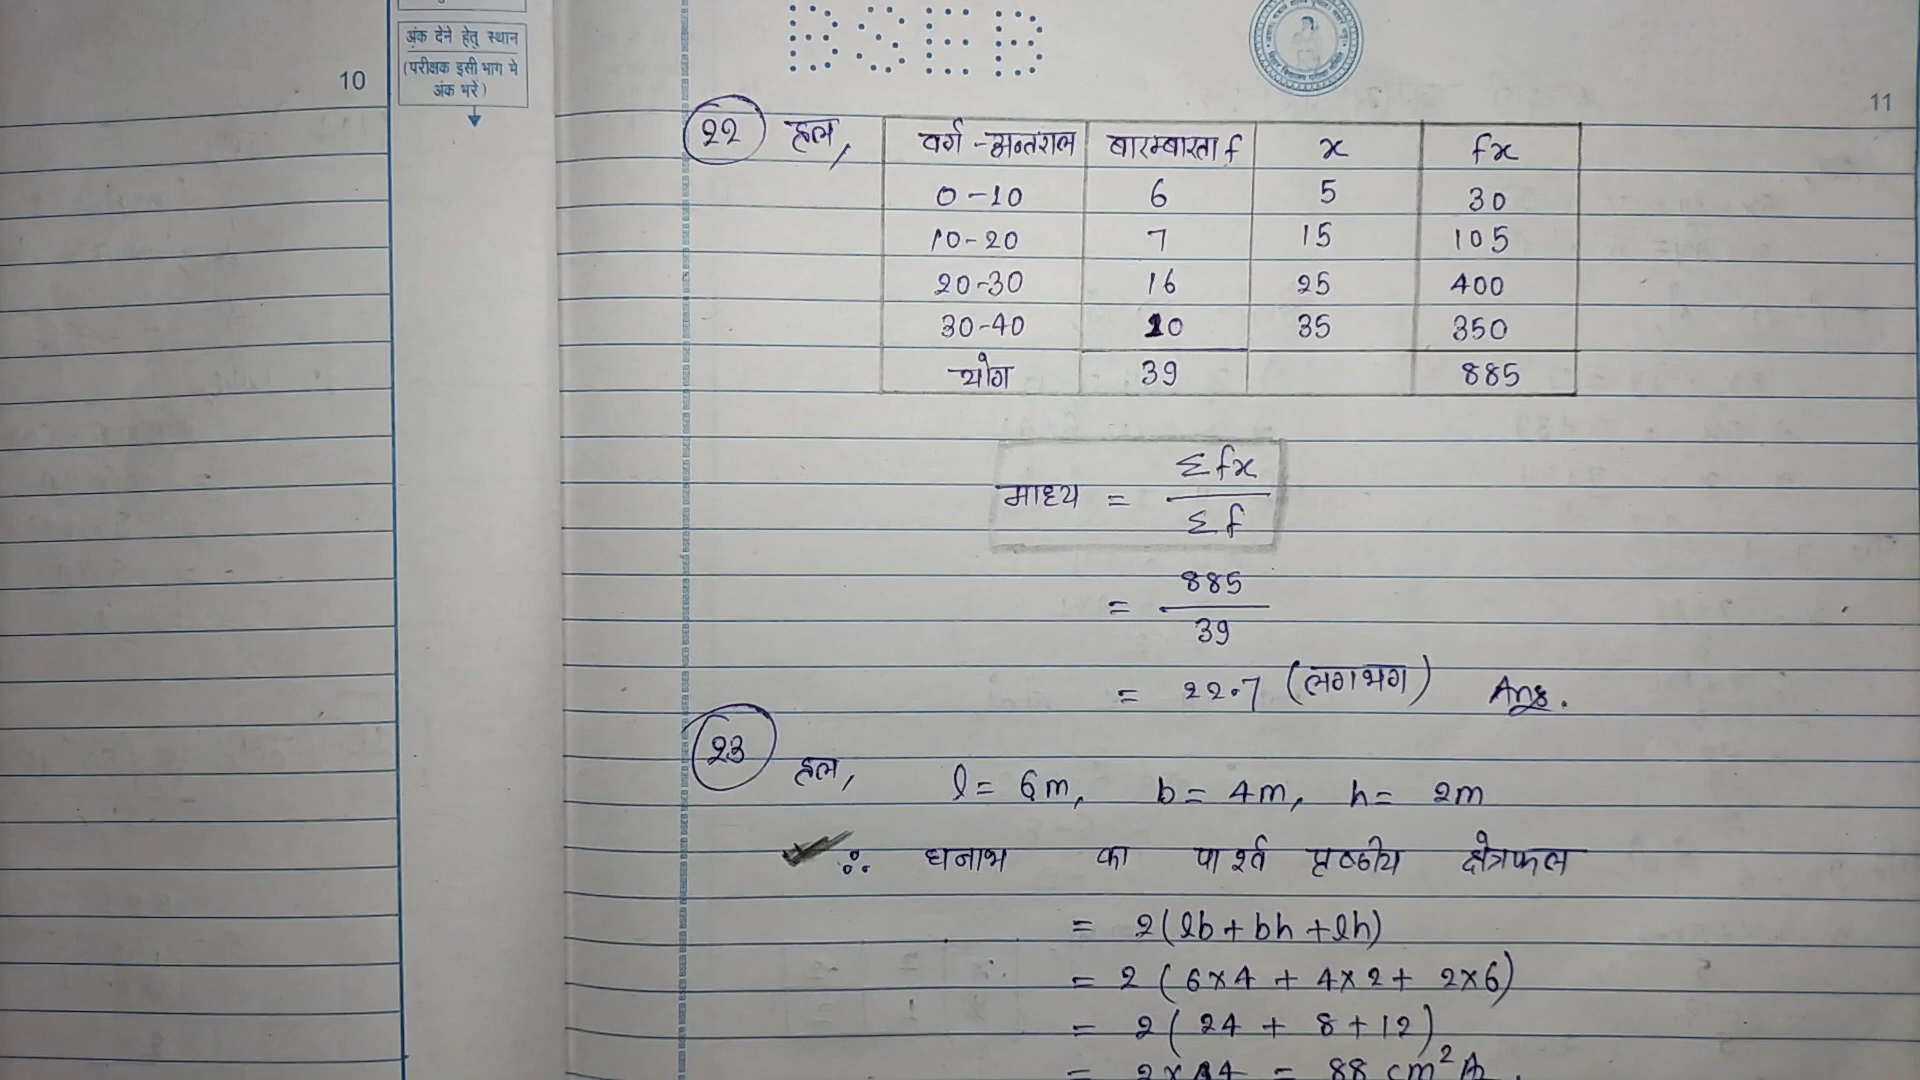 अंक देने हेतु स्थान
(परीक्षक इसी भाग मे
अंक भरें)
10
BSEB
11
22 हल,
वर्ग-अन्तराल बारम्बारता f x fx
0-10 6 5 30
10-20 7 15 105
20-30 16 25 400
30-40 10 35 350
योग 39 885
माध्य = Σfx
Σf
= 885
39
= 22.7 (लगभग) Ans.
23 हल, l = 6m, b = 4m, h = 2m
∴ घनाभ का पार्श्व पृष्ठीय क्षेत्रफल
= 2(lb + bh + lh)
= 2 (6×4 + 4×2 + 2×6)
= 2(24 + 8 + 12)
= 2×44 = 88 cm²